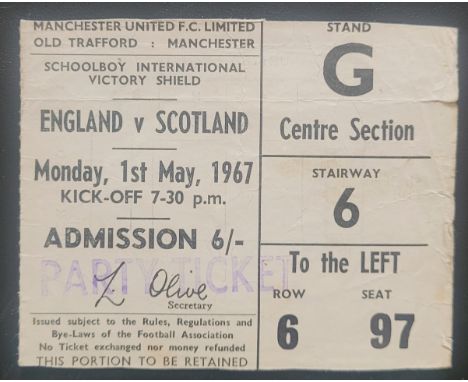 MANCHESTER UNITED F.C. LIMITED
OLD TRAFFORD : MANCHESTER
SCHOOLBOY INTERNATIONAL
VICTORY SHIELD
ENGLAND v SCOTLAND
Monday, 1st May, 1967
KICK-OFF 7-30 p.m.
ADMISSION 6/-
PARTY TICKET
L. Olive
Secretary
Issued subject to the Rules, Regulations and
Bye-Laws of the Football Association
No Ticket exchanged nor money refunded
THIS PORTION TO BE RETAINED
STAND
G
Centre Section
STAIRWAY
6
To the LEFT
ROW SEAT
6 97